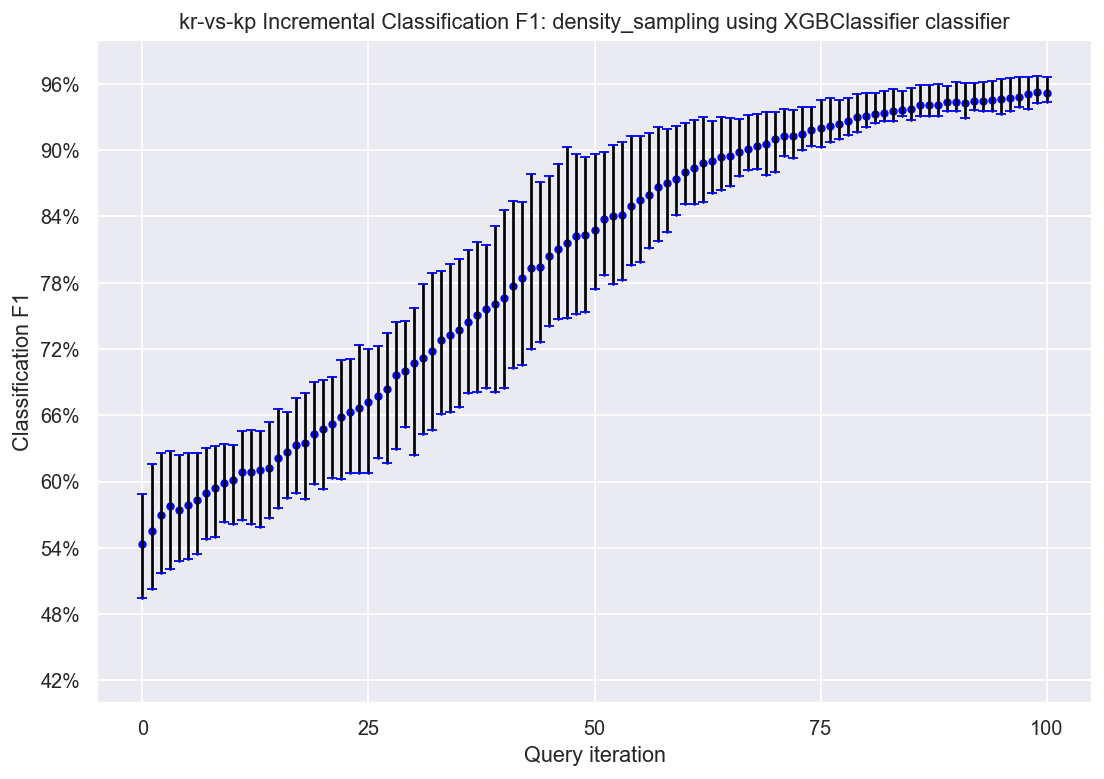 kr-vs-kp Incremental Classification F1: density_sampling using XGBClassifier classifier
96%
90%
84%
78%
72%
66%
60%
54%
48%
42%
Classification F1
0 25 50 75 100
Query iteration